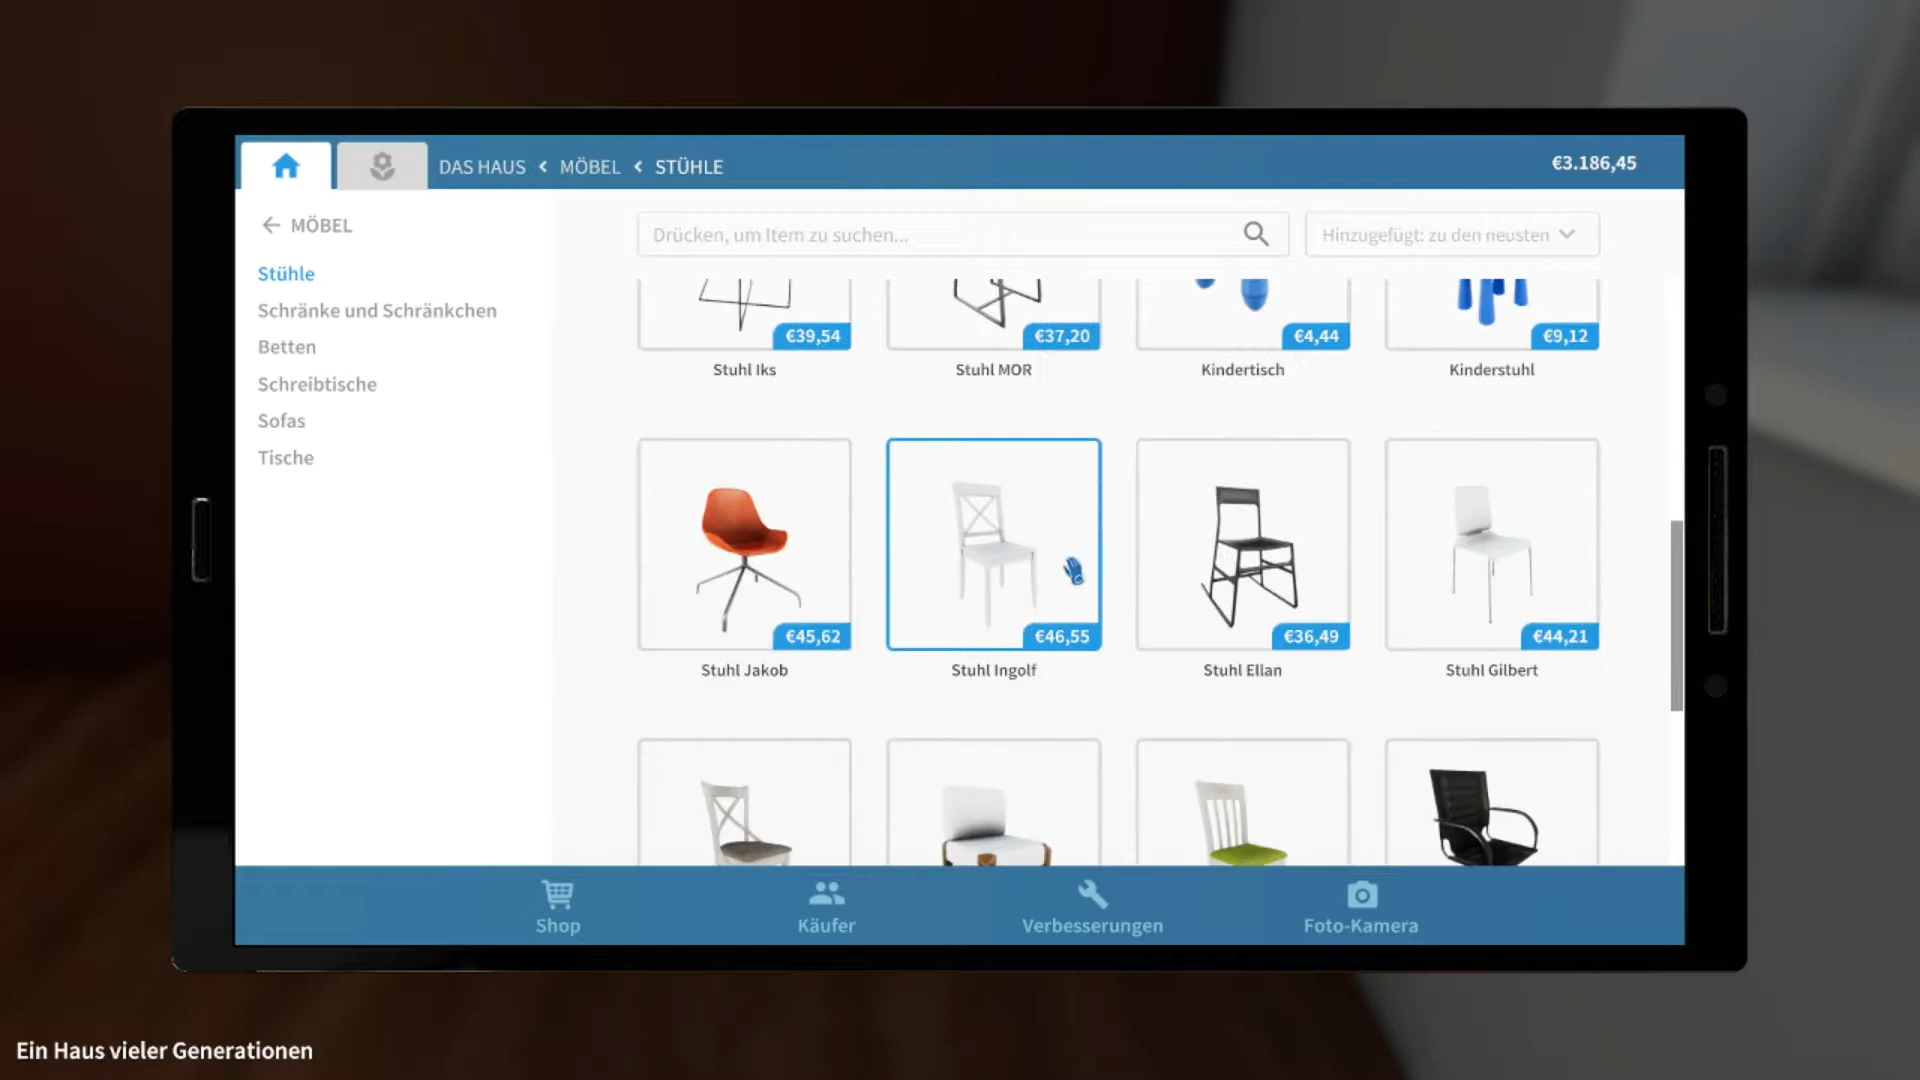 DAS HAUS < MÖBEL < STÜHLE
€3.186,45
MÖBEL
Stühle
Schränke und Schränkchen
Betten
Schreibtische
Sofas
Tische
Drücken, um Item zu suchen...
Hinzugefügt: zu den neusten
€39,54
€37,20
€4,44
€9,12
Stuhl Iks
Stuhl MOR
Kindertisch
Kinderstuhl
€45,62
€46,55
€36,49
€44,21
Stuhl Jakob
Stuhl Ingolf
Stuhl Ellan
Stuhl Gilbert
Shop
Käufer
Verbesserungen
Foto-Kamera
Ein Haus vieler Generationen